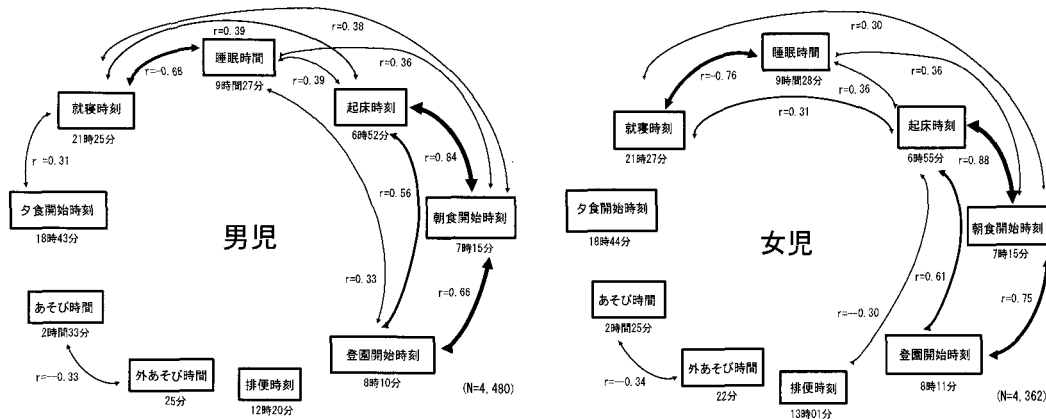 r=0.39
r=0.38
睡眠時間
9時間27分
r=-0.68
r=0.39
r=0.36
就寝時刻
21時25分
起床時刻
6時52分
r=0.31
r=0.84
r=0.56
夕食開始時刻
18時43分
男児
朝食開始時刻
7時15分
r=0.33
r=0.66
あそび時間
2時間33分
r=-0.33
外あそび時間
25分
排便時刻
12時20分
登園開始時刻
8時10分
(N=4,480)
r=0.30
睡眠時間
9時間28分
r=-0.76
r=0.36
r=0.36
就寝時刻
21時27分
r=0.31
起床時刻
6時55分
r=0.88
夕食開始時刻
18時44分
女児
朝食開始時刻
7時15分
r=0.61
r=0.75
r=-0.30
あそび時間
2時間25分
r=-0.34
外あそび時間
22分
排便時刻
13時01分
登園開始時刻
8時11分
(N=4,362)